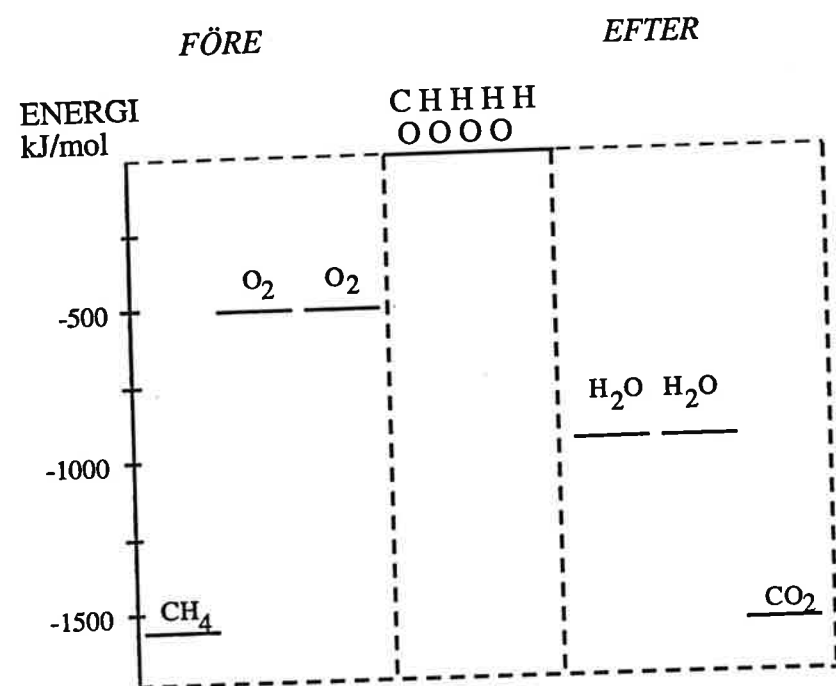 FÖRE
EFTER
ENERGI
kJ/mol
C H H H H
O O O O
O2 O2
-500
H2O H2O
-1000
-1500
CH4
CO2